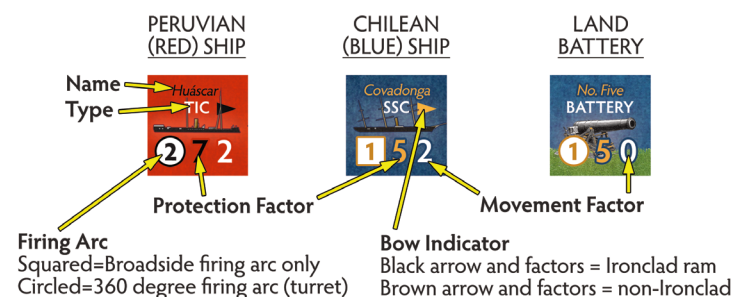 PERUVIAN
(RED) SHIP
CHILEAN
(BLUE) SHIP
LAND
BATTERY
Name
Type
Huáscar
TIC
2 7 2
Covadonga
SSC
1 5 2
No. Five
BATTERY
1 5 0
Protection Factor
Movement Factor
Firing Arc
Squared=Broadside firing arc only
Circled=360 degree firing arc (turret)
Bow Indicator
Black arrow and factors = Ironclad ram
Brown arrow and factors = non-Ironclad